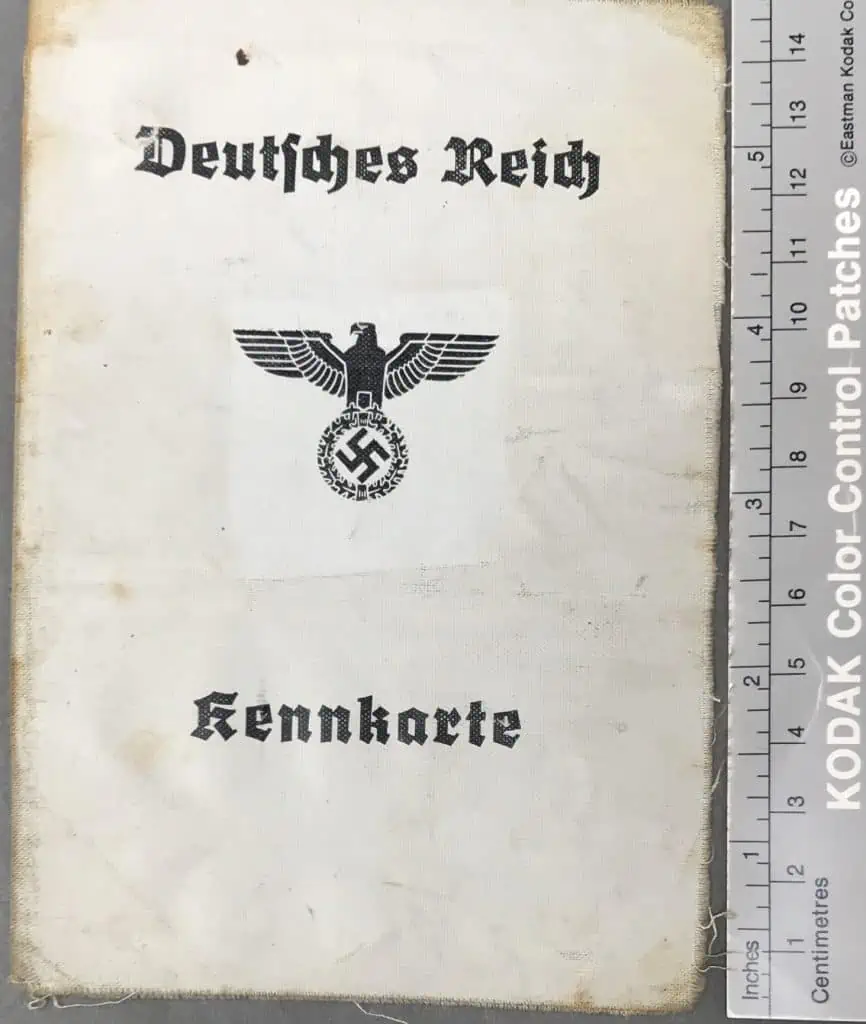 Deutsches Reich
Kennkarte
Inches 1 2 3 4 5
Centimetres 1 2 3 4 5 6 7 8 9 10 11 12 13 14
KODAK Color Control Patches ©Eastman Kodak Co